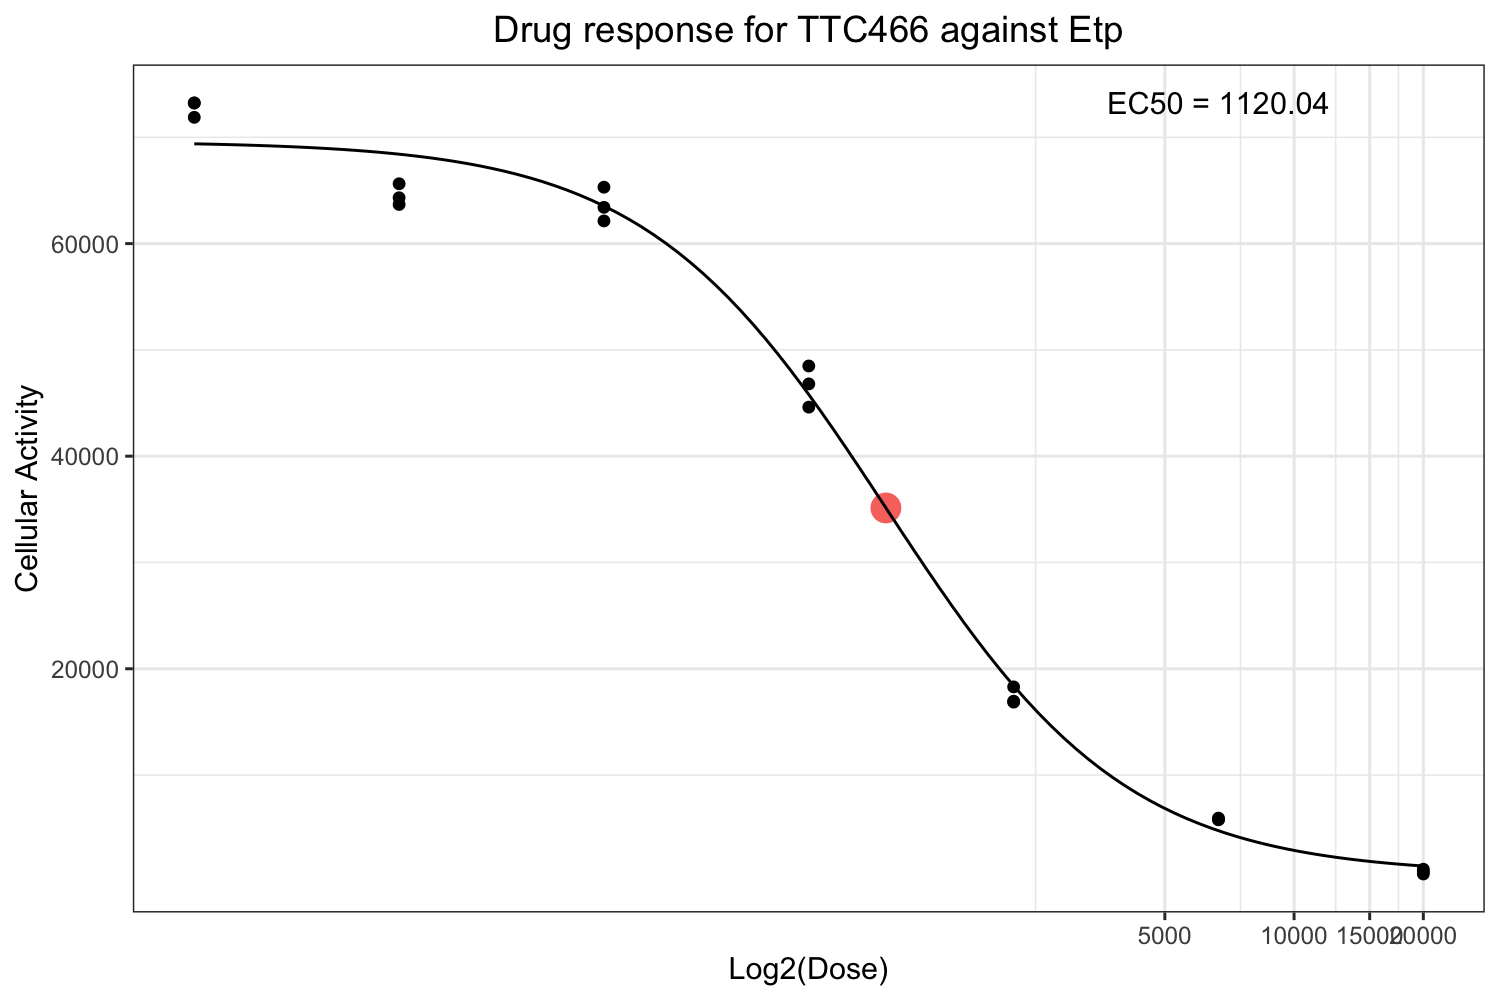 Drug response for TTC466 against Etp
EC50 = 1120.04
60000
40000
20000
Cellular Activity
5000 10000 15000 20000
Log2(Dose)